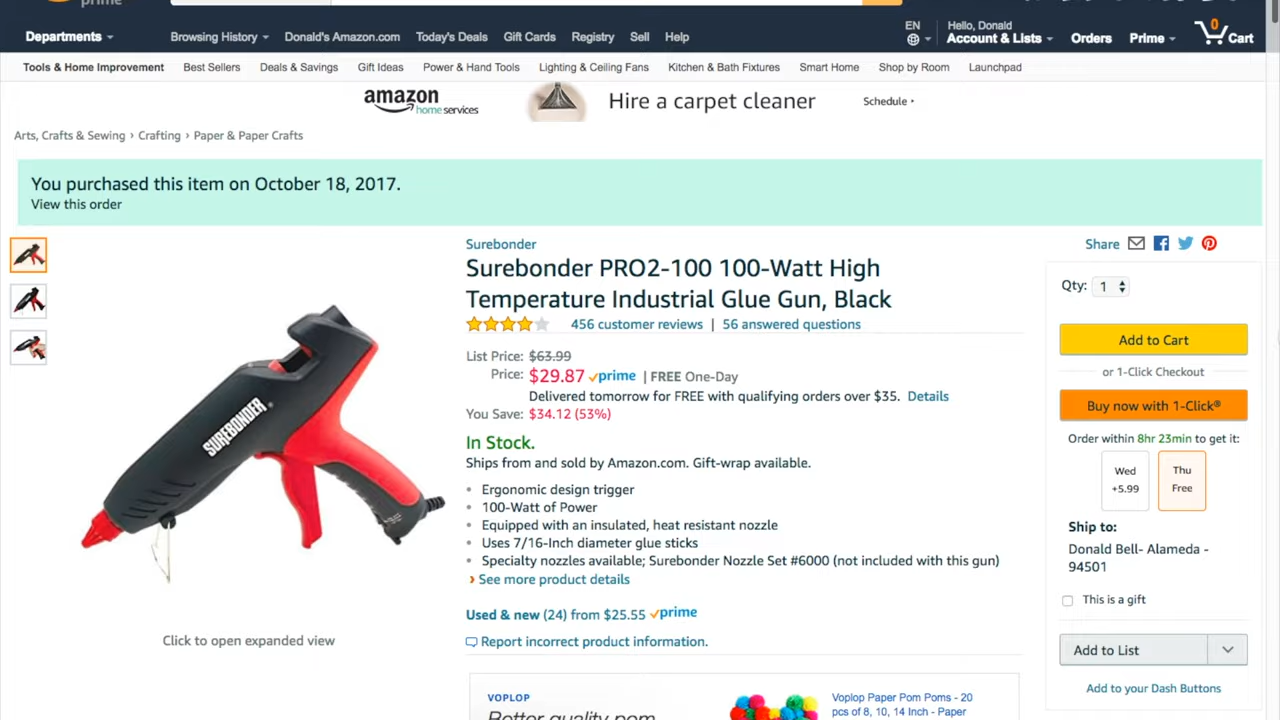 prime
Departments
Browsing History
Donald's Amazon.com
Today's Deals
Gift Cards
Registry
Sell
Help
EN
Hello, Donald
Account & Lists
Orders
Prime
0
Cart
Tools & Home Improvement
Best Sellers
Deals & Savings
Gift Ideas
Power & Hand Tools
Lighting & Ceiling Fans
Kitchen & Bath Fixtures
Smart Home
Shop by Room
Launchpad
amazon
home services
Hire a carpet cleaner
Schedule ›
Arts, Crafts & Sewing › Crafting › Paper & Paper Crafts
You purchased this item on October 18, 2017.
View this order
SUREBONDER
Click to open expanded view
Surebonder
Surebonder PRO2-100 100-Watt High
Temperature Industrial Glue Gun, Black
456 customer reviews | 56 answered questions
List Price: $63.99
Price: $29.87 prime | FREE One-Day
Delivered tomorrow for FREE with qualifying orders over $35. Details
You Save: $34.12 (53%)
In Stock.
Ships from and sold by Amazon.com. Gift-wrap available.
• Ergonomic design trigger
• 100-Watt of Power
• Equipped with an insulated, heat resistant nozzle
• Uses 7/16-Inch diameter glue sticks
• Specialty nozzles available; Surebonder Nozzle Set #6000 (not included with this gun)
› See more product details
Used & new (24) from $25.55 prime
Report incorrect product information.
VOPLOP
Better quality pom
Voplop Paper Pom Poms - 20
pcs of 8, 10, 14 Inch - Paper
Share
Qty: 1
Add to Cart
or 1-Click Checkout
Buy now with 1-Click®
Order within 8hr 23min to get it:
Wed
+5.99
Thu
Free
Ship to:
Donald Bell- Alameda -
94501
This is a gift
Add to List
Add to your Dash Buttons